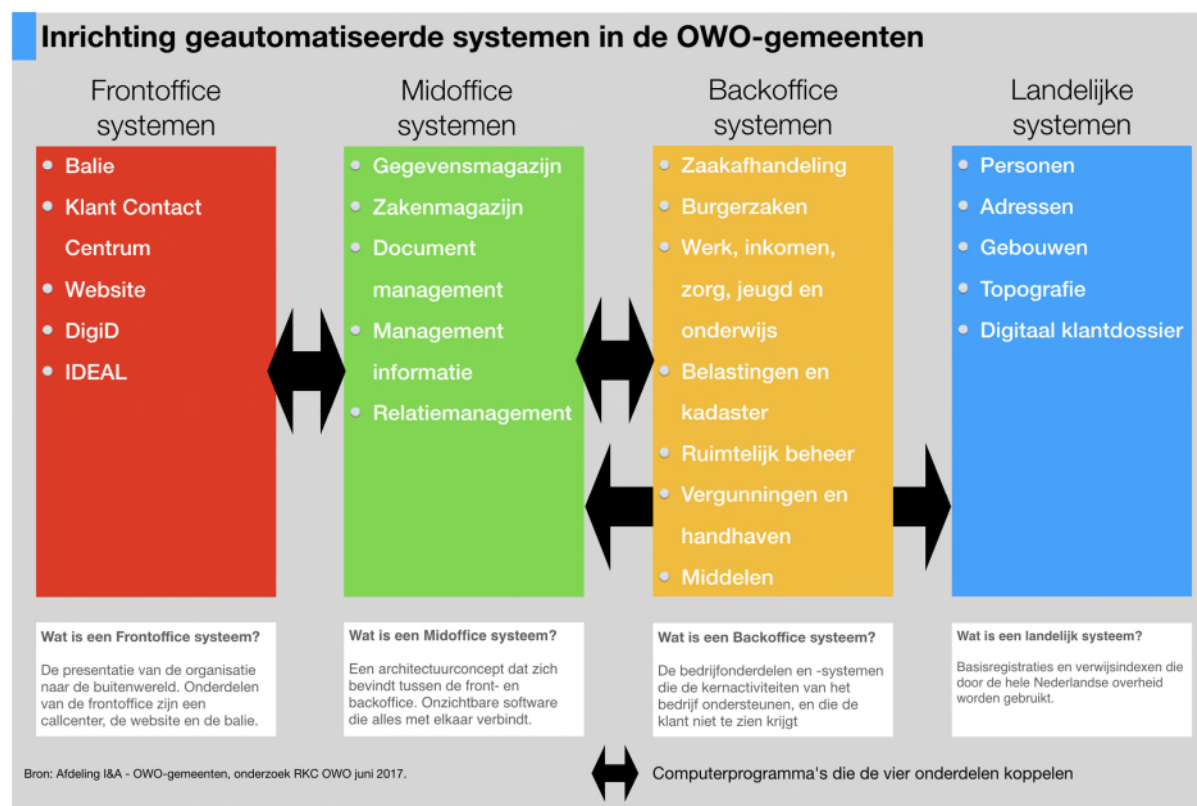 Inrichting geautomatiseerde systemen in de OWO-gemeenten
Frontoffice
systemen
Balie
Klant Contact
Centrum
Website
DigiD
IDEAL
Midoffice
systemen
Gegevensmagazijn
Zakenmagazijn
Document
management
Management
informatie
Relatiemanagement
Backoffice
systemen
Zaakafhandeling
Burgerzaken
Werk, inkomen,
zorg, jeugd en
onderwijs
Belastingen en
kadaster
Ruimtelijk beheer
Vergunningen en
handhaven
Middelen
Landelijke
systemen
Personen
Adressen
Gebouwen
Topografie
Digitaal klantdossier
Wat is een Frontoffice systeem?
De presentatie van de organisatie
naar de buitenwereld. Onderdelen
van de frontoffice zijn een
callcenter, de website en de balie.
Wat is een Midoffice systeem?
Een architectuurconcept dat zich
bevindt tussen de front- en
backoffice. Onzichtbare software
die alles met elkaar verbindt.
Wat is een Backoffice systeem?
De bedrijfonderdelen en -systemen
die de kernactiviteiten van het
bedrijf ondersteunen, en die de
klant niet te zien krijgt
Wat is een landelijk systeem?
Basisregistraties en verwijsindexen die
door de hele Nederlandse overheid
worden gebruikt.
Bron: Afdeling I&A - OWO-gemeenten, onderzoek RKC OWO juni 2017.
Computerprogramma's die de vier onderdelen koppelen